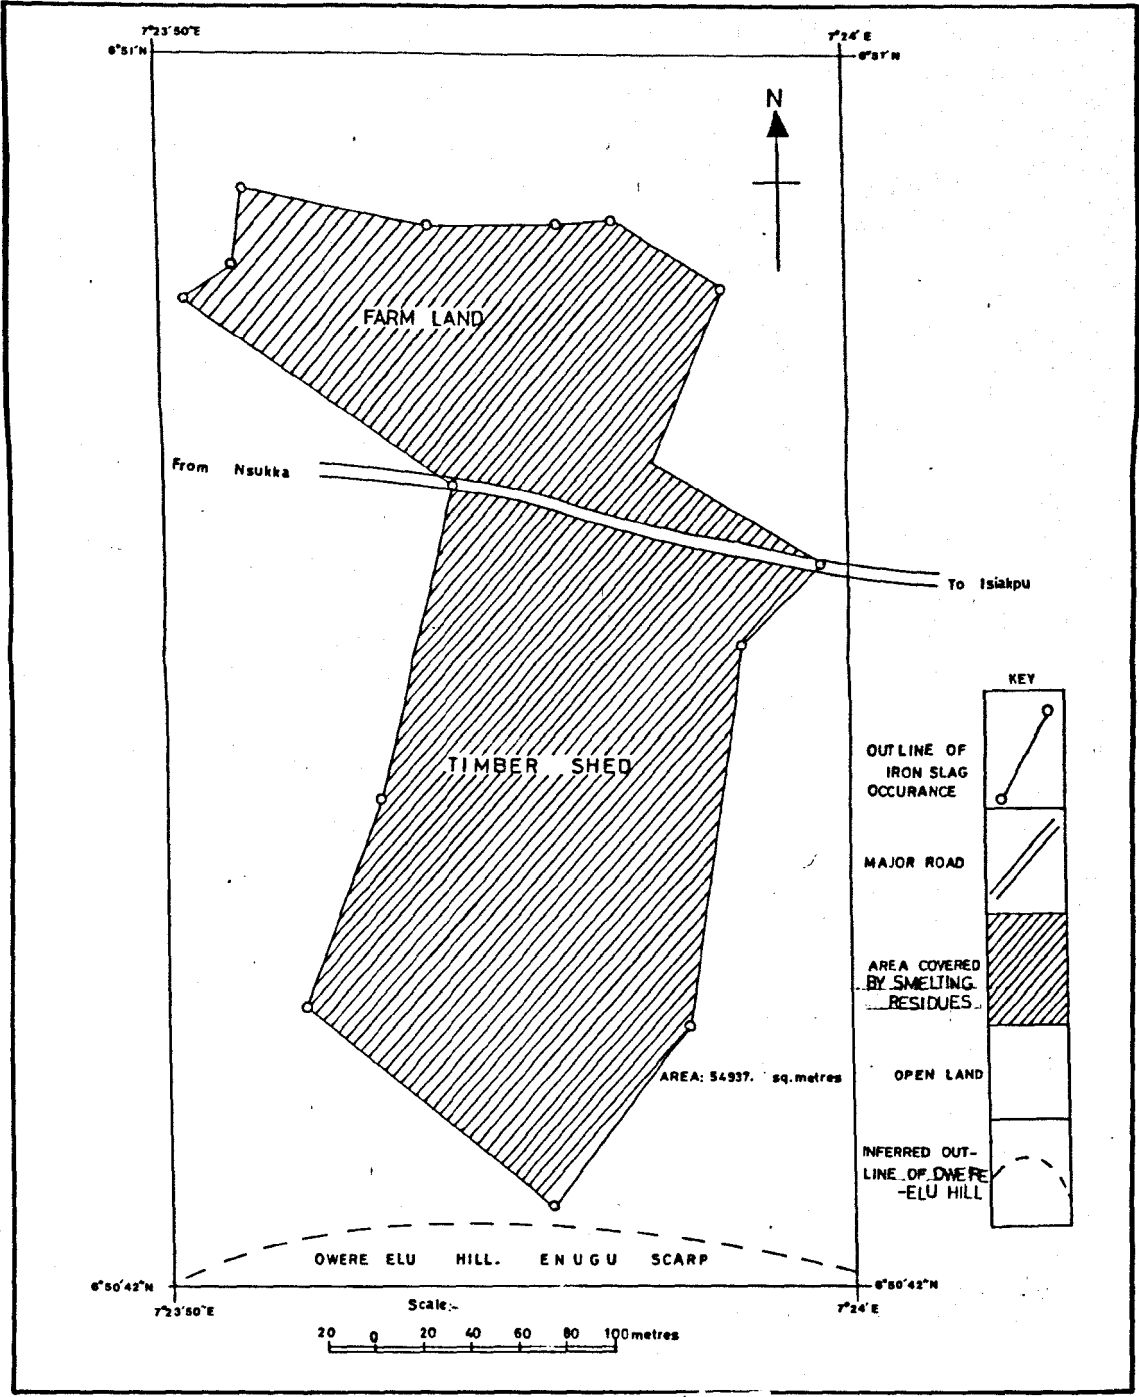 7°23'50"E
7°24' E
6°51'N
6°51'N
N
FARM LAND
From Nsukka
To Isiakpu
KEY
OUTLINE OF
IRON SLAG
OCCURANCE
TIMBER SHED
MAJOR ROAD
AREA COVERED
BY SMELTING
RESIDUES
AREA: 54937. sq.metres
OPEN LAND
INFERRED OUT-
LINE OF OWERE
-ELU HILL
OWERE ELU HILL. ENUGU SCARP
6°50'42"N
6°50'42"N
7°23'50"E
7°24'E
Scale:-
20 0 20 40 60 80 100 metres